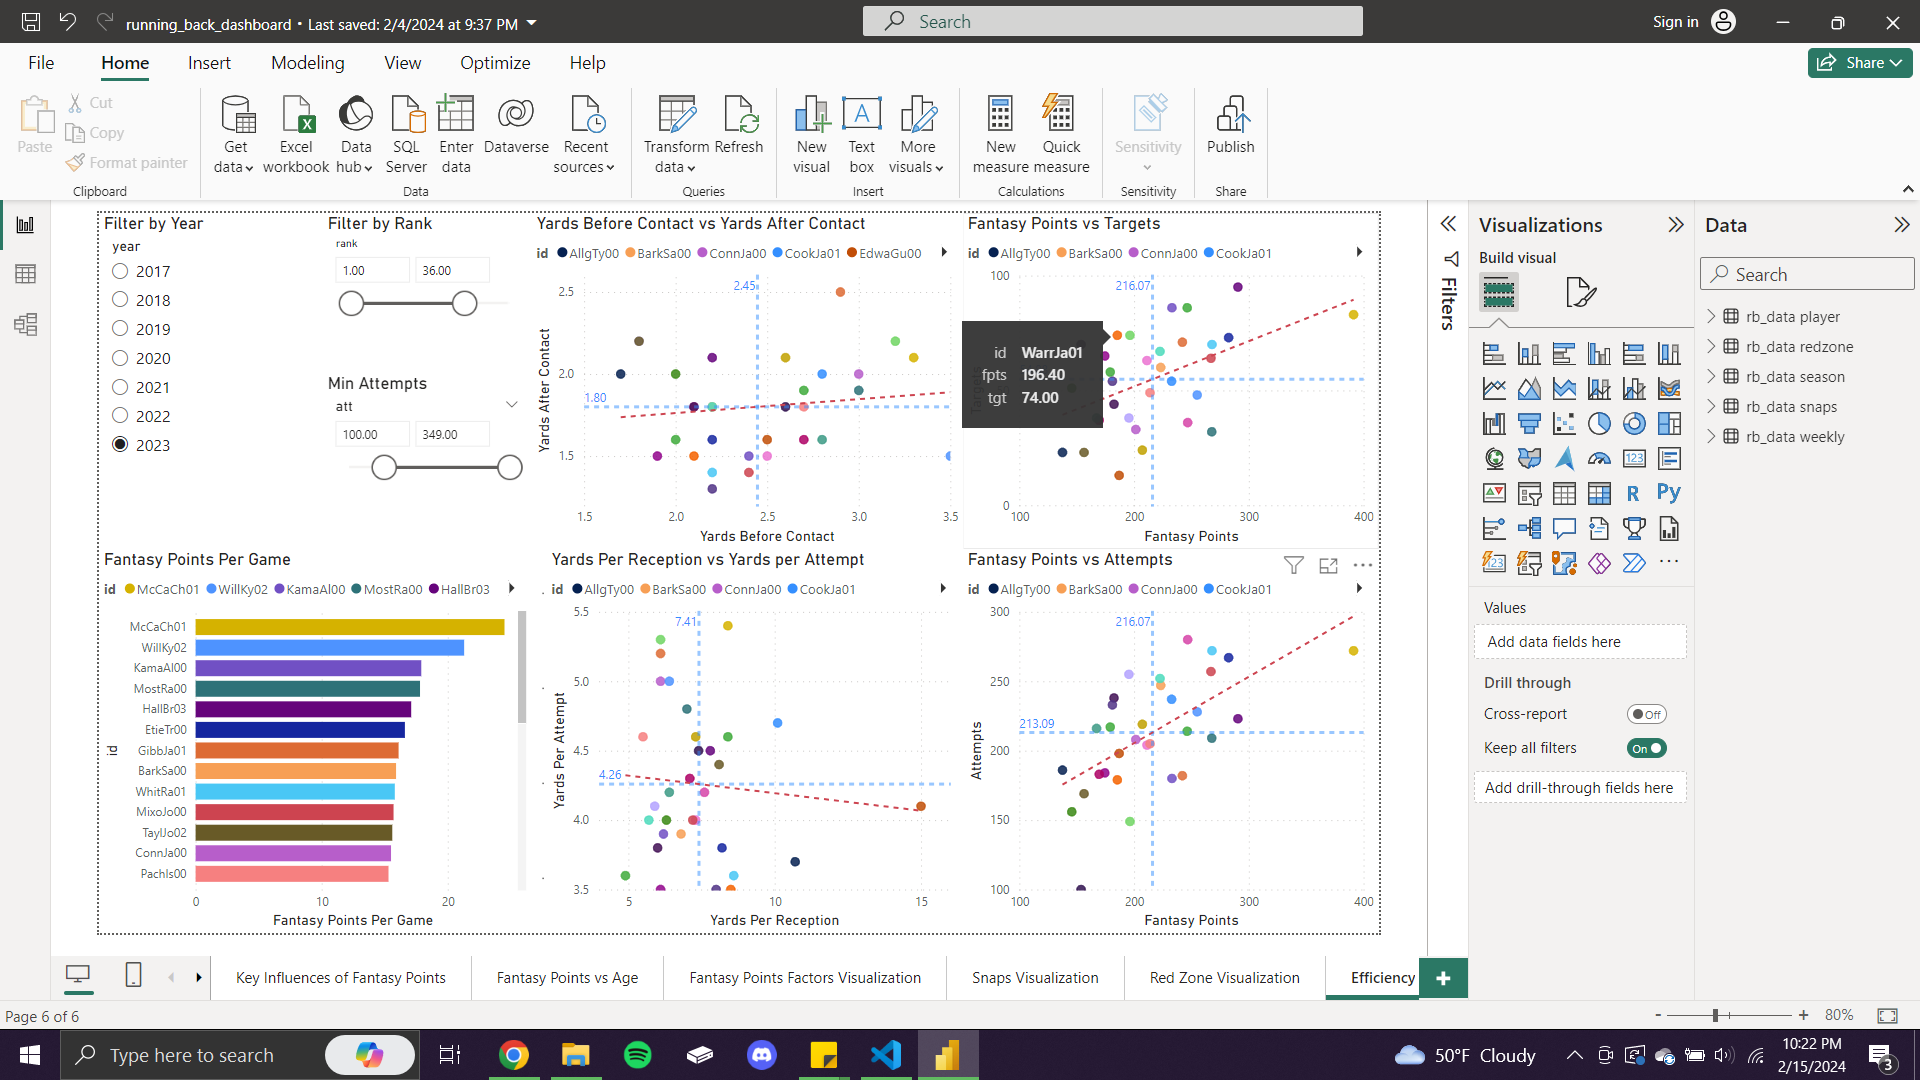 running_back_dashboard • Last saved: 2/4/2024 at 9:37 PM
Search
Sign in
File Home Insert Modeling View Optimize Help
Share
Paste
Cut
Copy
Format painter
Clipboard
Get data
Excel workbook
Data hub
SQL Server
Enter data
Dataverse
Recent sources
Data
Transform data
Refresh
Queries
New visual
Text box
More visuals
Insert
New measure
Quick measure
Calculations
Sensitivity
Sensitivity
Publish
Share
Filter by Year
year
2017
2018
2019
2020
2021
2022
2023
Filter by Rank
rank
1.00 36.00
Min Attempts
att
100.00 349.00
Yards Before Contact vs Yards After Contact
id AllgTy00 BarkSa00 ConnJa00 CookJa01 EdwaGu00
2.45
1.80
2.5
2.0
1.5
Yards After Contact
1.5 2.0 2.5 3.0 3.5
Yards Before Contact
Fantasy Points vs Targets
id AllgTy00 BarkSa00 ConnJa00 CookJa01
216.07
100
0
id WarrJa01
fpts 196.40
tgt 74.00
100 200 300 400
Fantasy Points
Fantasy Points Per Game
id McCaCh01 WillKy02 KamaAl00 MostRa00 HallBr03
McCaCh01
WillKy02
KamaAl00
MostRa00
HallBr03
EtieTr00
GibbJa01
BarkSa00
WhitRa01
MixoJo00
TaylJo02
ConnJa00
PachIs00
id
0 10 20
Fantasy Points Per Game
Yards Per Reception vs Yards per Attempt
id AllgTy00 BarkSa00 ConnJa00 CookJa01
7.41
4.26
5.5
5.0
4.5
4.0
3.5
Yards Per Attempt
5 10 15
Yards Per Reception
Fantasy Points vs Attempts
id AllgTy00 BarkSa00 ConnJa00 CookJa01
216.07
213.09
300
250
200
150
100
Attempts
100 200 300 400
Fantasy Points
Filters
Visualizations
Build visual
R Py
123
Values
Add data fields here
Drill through
Cross-report Off
Keep all filters On
Add drill-through fields here
Data
Search
rb_data player
rb_data redzone
rb_data season
rb_data snaps
rb_data weekly
Key Influences of Fantasy Points
Fantasy Points vs Age
Fantasy Points Factors Visualization
Snaps Visualization
Red Zone Visualization
Efficiency
Page 6 of 6
- + 80%
Type here to search
50°F Cloudy
10:22 PM
2/15/2024
3